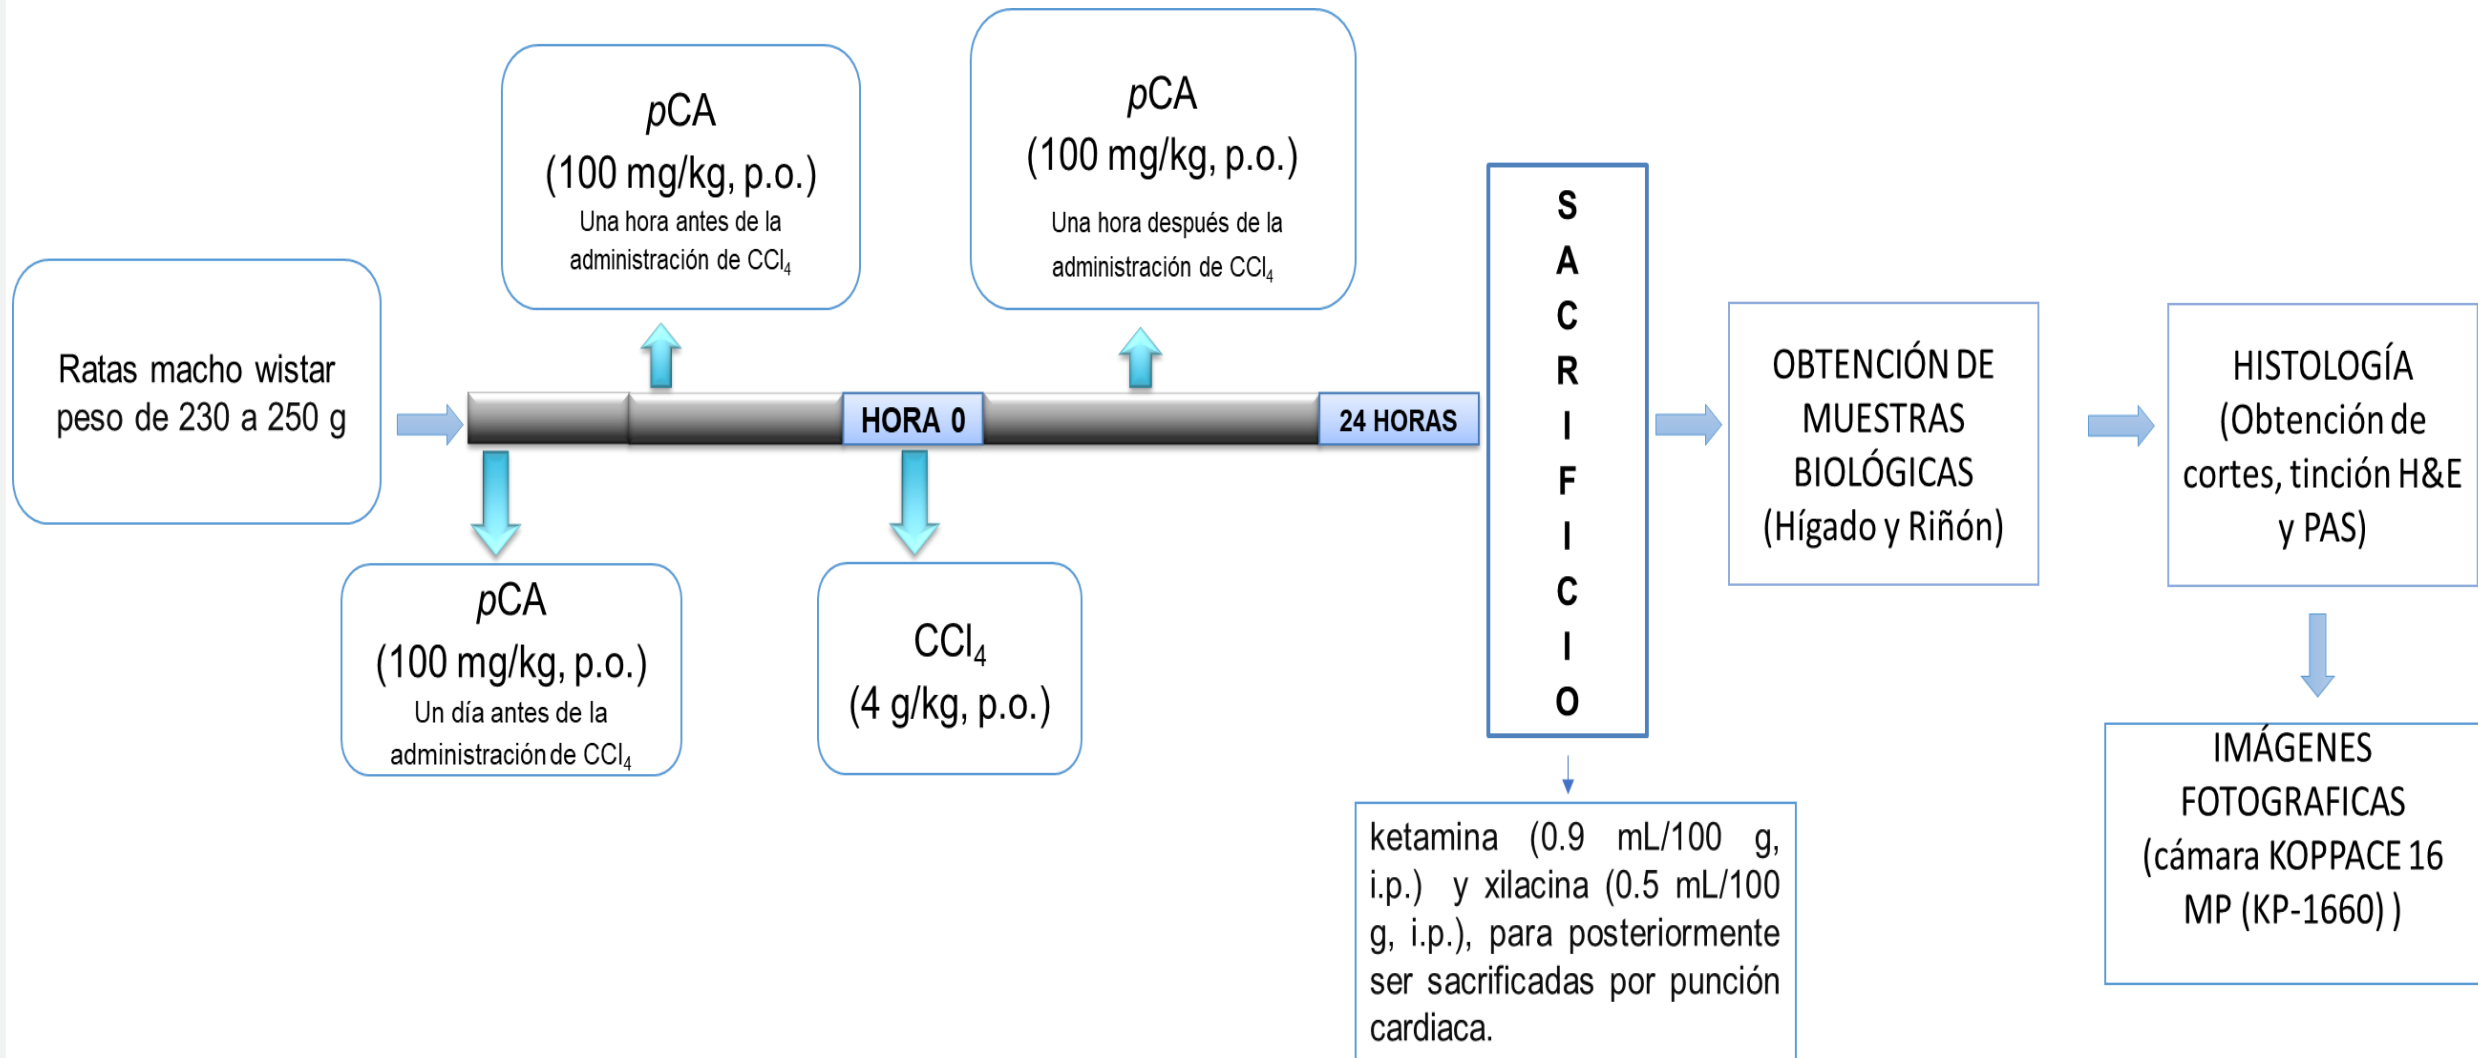 Ratas macho wistar
peso de 230 a 250 g
pCA
(100 mg/kg, p.o.)
Una hora antes de la
administración de CCl₄
pCA
(100 mg/kg, p.o.)
Una hora después de la
administración de CCl₄
HORA 0
24 HORAS
pCA
(100 mg/kg, p.o.)
Un día antes de la
administración de CCl₄
CCl₄
(4 g/kg, p.o.)
S
A
C
R
I
F
I
C
I
O
ketamina (0.9 mL/100 g,
i.p.) y xilacina (0.5 mL/100
g, i.p.), para posteriormente
ser sacrificadas por punción
cardiaca.
OBTENCIÓN DE
MUESTRAS
BIOLÓGICAS
(Hígado y Riñón)
HISTOLOGÍA
(Obtención de
cortes, tinción H&E
y PAS)
IMÁGENES
FOTOGRAFICAS
(cámara KOPPACE 16
MP (KP-1660) )